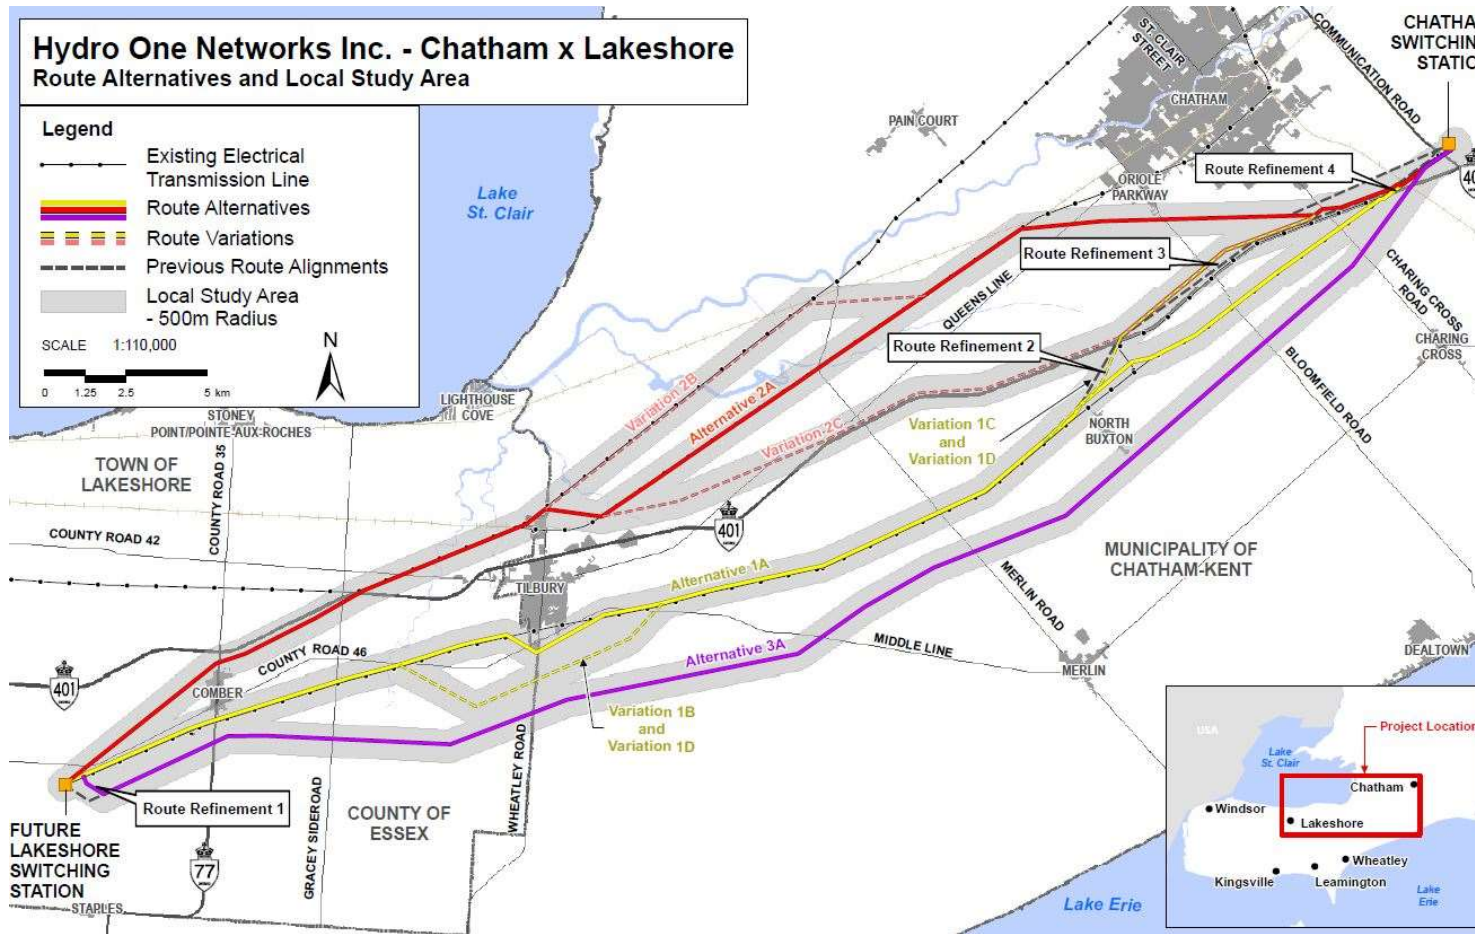 Hydro One Networks Inc. - Chatham x Lakeshore
Route Alternatives and Local Study Area
Legend
Existing Electrical
Transmission Line
Route Alternatives
Route Variations
Previous Route Alignments
Local Study Area
- 500m Radius
SCALE 1:110,000
N
0 1.25 2.5 5 km
Lake
St. Clair
PAIN COURT
ST. CLAIR
STREET
CHATHAM
COMMUNICATION ROAD
CHATHA
SWITCHING
STATIO
40
ORIOLE
PARKWAY
Route Refinement 4
Route Refinement 3
Route Refinement 2
QUEENS LINE
CHARING CROSS
ROAD
CHARING
CROSS
BLOOMFIELD ROAD
LIGHTHOUSE
COVE
STONEY
POINT/POINTE-AUX-ROCHES
TOWN OF
LAKESHORE
COUNTY ROAD 35
COUNTY ROAD 42
Variation 2B
Alternative 2A
Variation 2C
Variation 1C
and
Variation 1D
NORTH
BUXTON
401
TILBURY
Alternative 1A
MUNICIPALITY OF
CHATHAM-KENT
MERLIN ROAD
MIDDLE LINE
MERLIN
DEALTOWN
COUNTY ROAD 46
Alternative 3A
401
COMBER
Variation 1B
and
Variation 1D
WHEATLEY ROAD
Route Refinement 1
GRACEY SIDEROAD
COUNTY OF
ESSEX
FUTURE
LAKESHORE
SWITCHING
STATION
77
STAPLES
Lake Erie
USA
Lake
St. Clair
Project Location
Chatham
Windsor
Lakeshore
Wheatley
Kingsville
Leamington
Lake
Erie